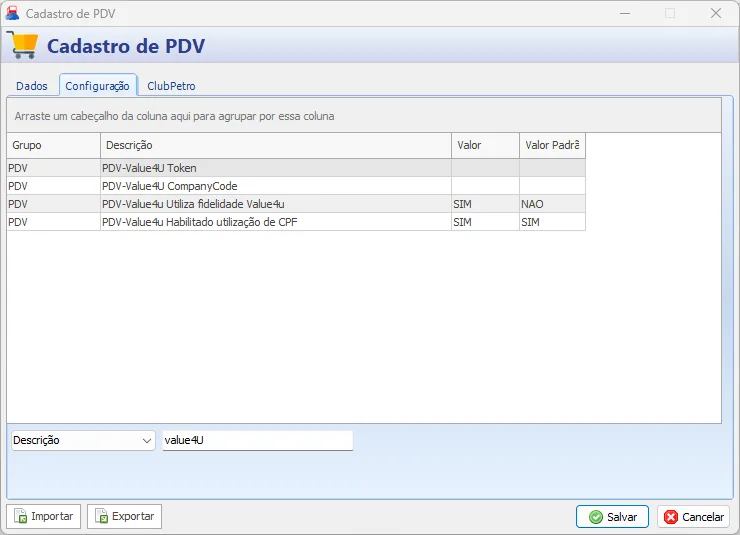 Cadastro de PDV
Cadastro de PDV
Dados Configuração ClubPetro
Arraste um cabeçalho da coluna aqui para agrupar por essa coluna
Grupo Descrição Valor Valor Padrã
PDV PDV-Value4U Token
PDV PDV-Value4U CompanyCode
PDV PDV-Value4u Utiliza fidelidade Value4u SIM NAO
PDV PDV-Value4u Habilitado utilização de CPF SIM SIM
Descrição value4U
Importar Exportar Salvar Cancelar